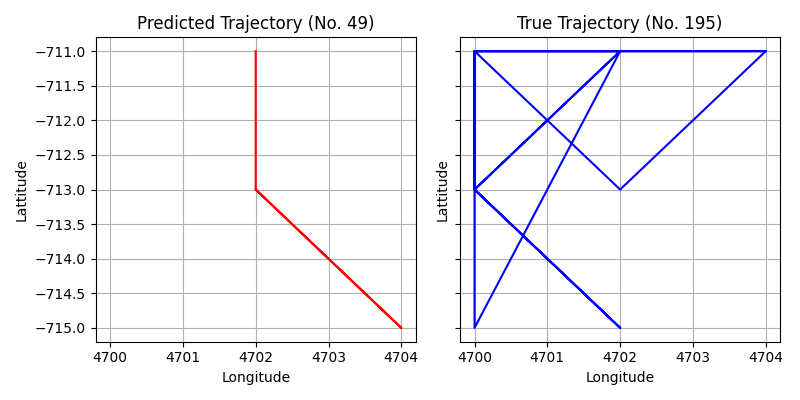 Predicted Trajectory (No. 49)
True Trajectory (No. 195)
−711.0
−711.5
−712.0
−712.5
−713.0
−713.5
−714.0
−714.5
−715.0
Lattitude
Lattitude
4700 4701 4702 4703 4704
4700 4701 4702 4703 4704
Longitude
Longitude